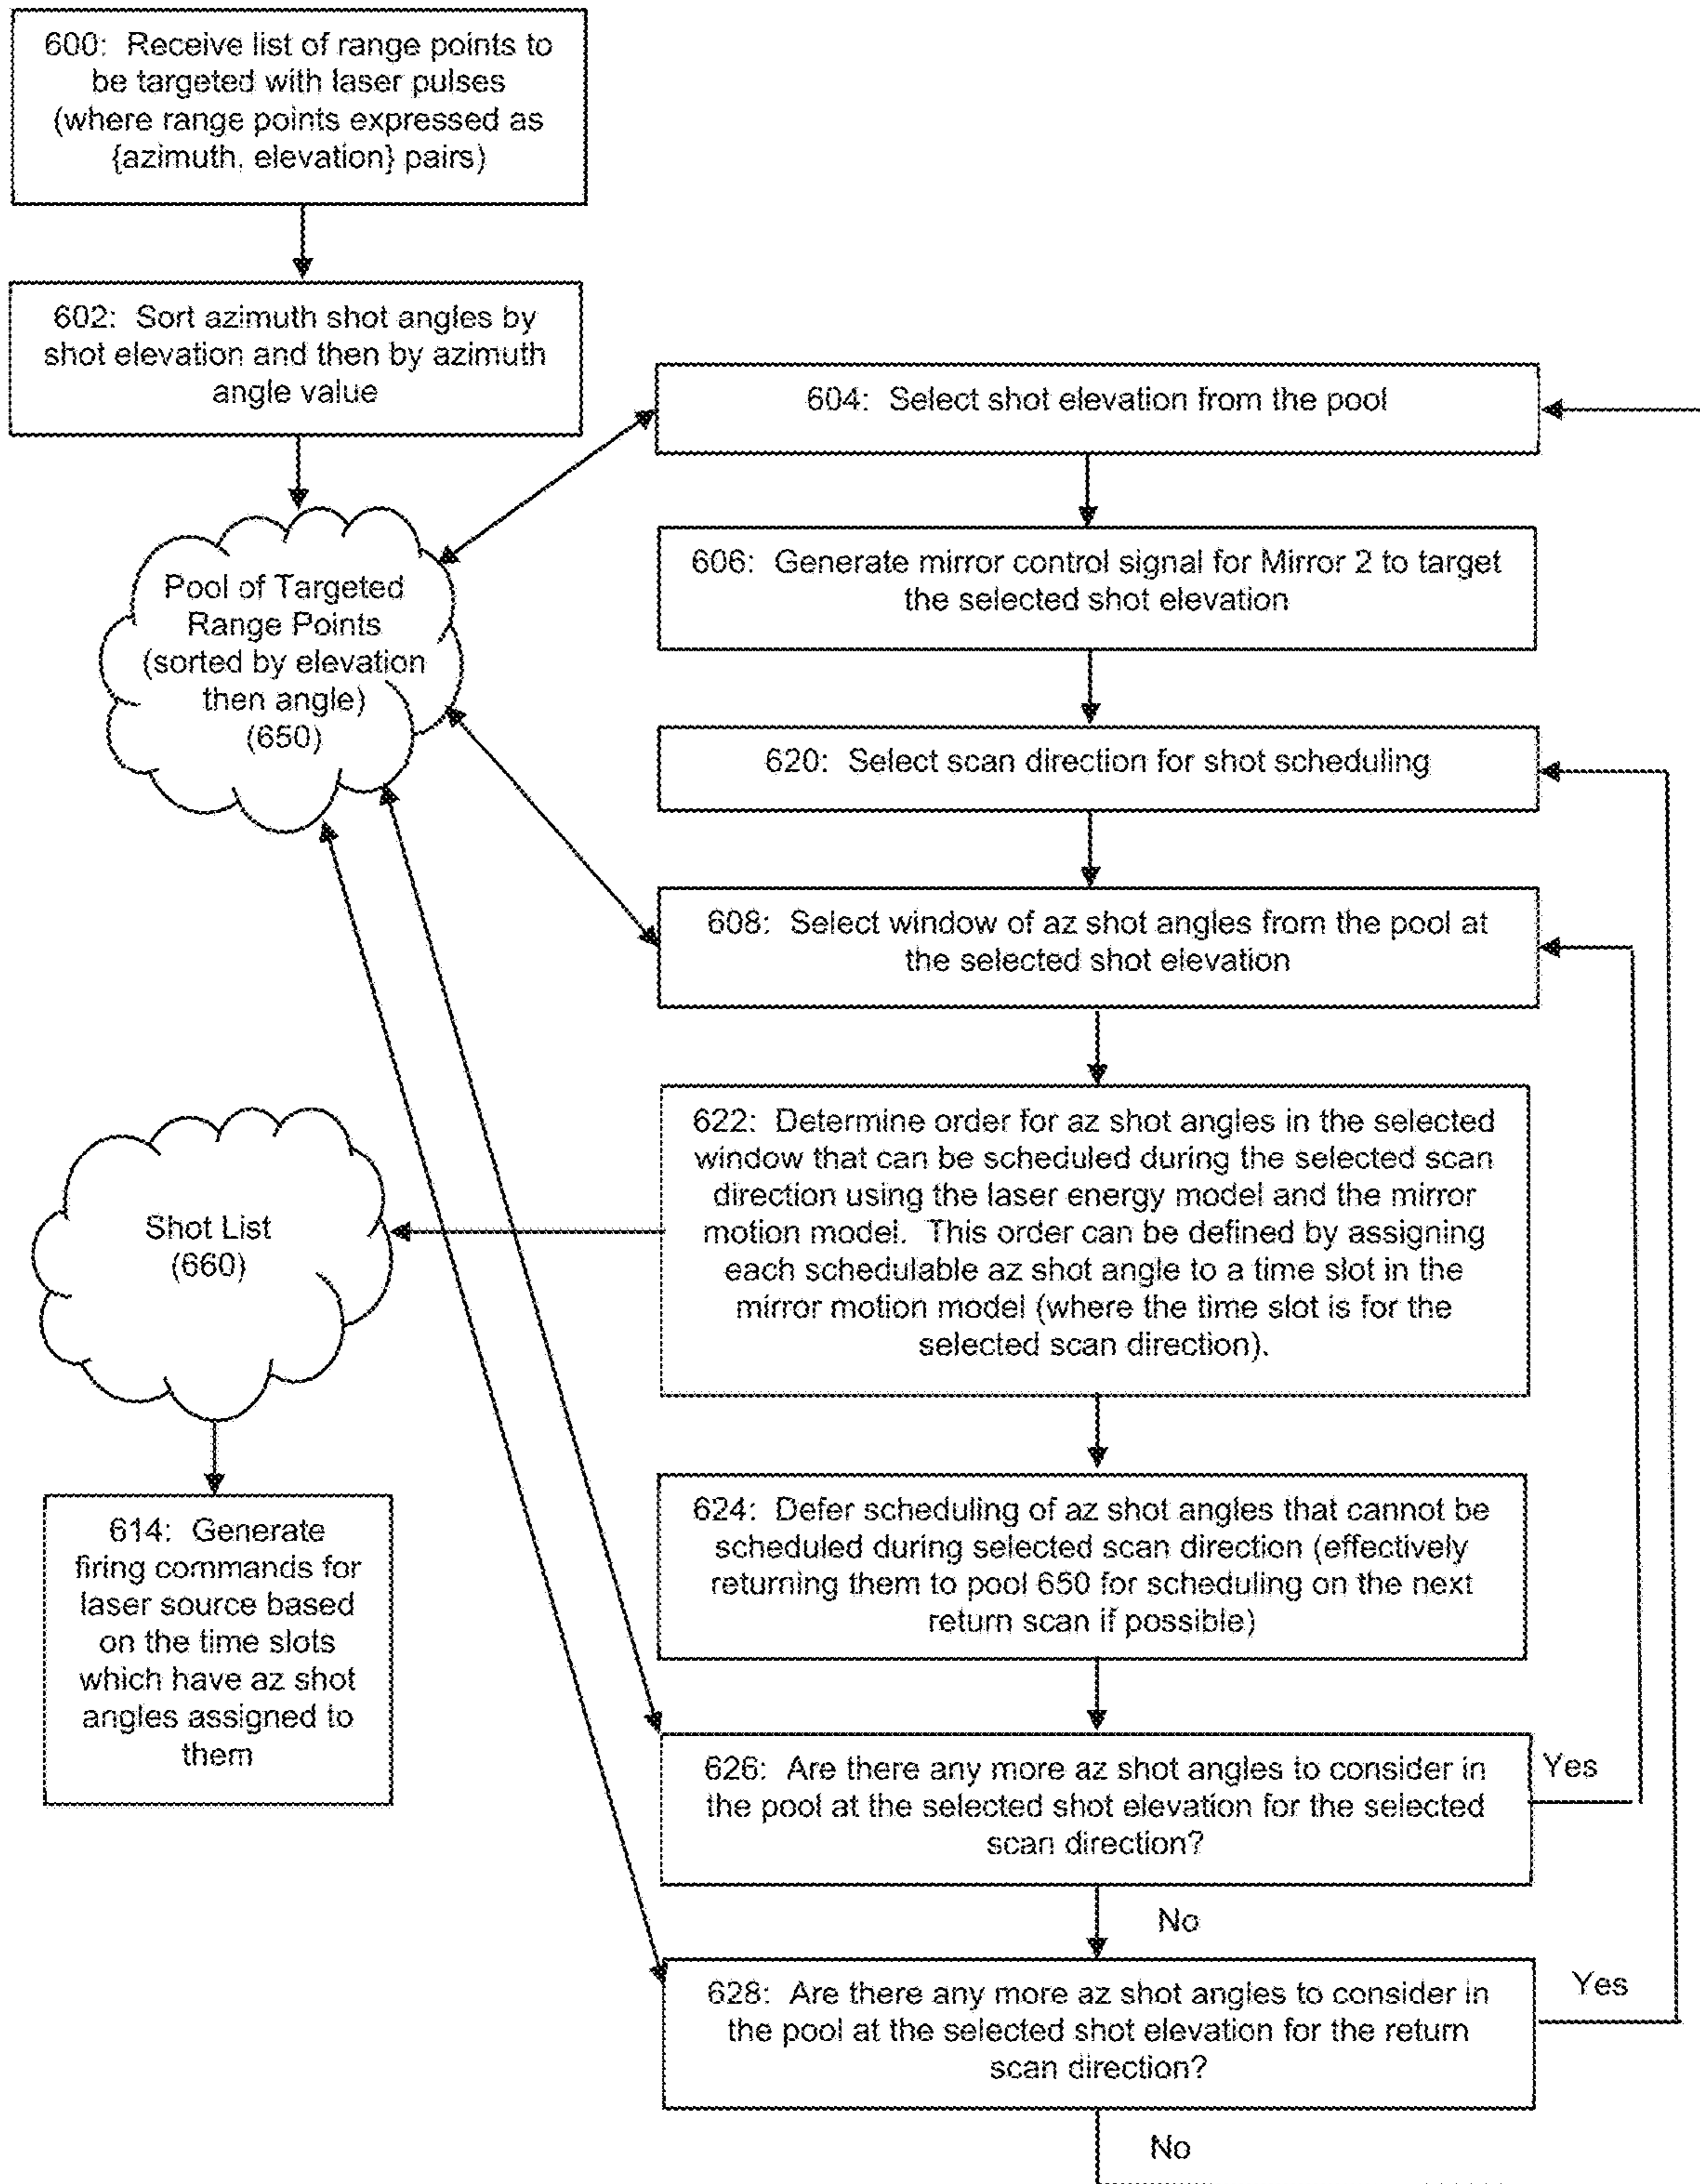 600: Receive list of range points to
be targeted with laser pulses
(where range points expressed as
{azimuth, elevation} pairs)
602: Sort azimuth shot angles by
shot elevation and then by azimuth
angle value
Pool of Targeted
Range Points
(sorted by elevation
then angle)
(650)
604: Select shot elevation from the pool
606: Generate mirror control signal for Mirror 2 to target
the selected shot elevation
620: Select scan direction for shot scheduling
608: Select window of az shot angles from the pool at
the selected shot elevation
622: Determine order for az shot angles in the selected
window that can be scheduled during the selected scan
direction using the laser energy model and the mirror
motion model. This order can be defined by assigning
each schedulable az shot angle to a time slot in the
mirror motion model (where the time slot is for the
selected scan direction).
Shot List
(660)
614: Generate
firing commands for
laser source based
on the time slots
which have az shot
angles assigned to
them
624: Defer scheduling of az shot angles that cannot be
scheduled during selected scan direction (effectively
returning them to pool 650 for scheduling on the next
return scan if possible)
626: Are there any more az shot angles to consider in
the pool at the selected shot elevation for the selected
scan direction?
Yes
No
628: Are there any more az shot angles to consider in
the pool at the selected shot elevation for the return
scan direction?
Yes
No